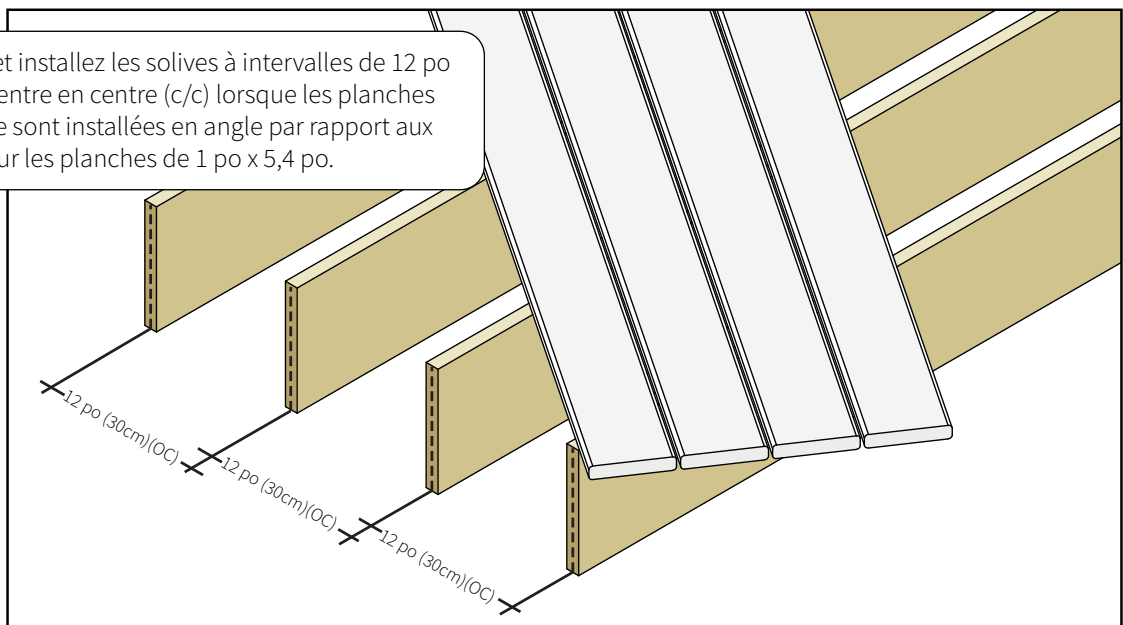 et installez les solives à intervalles de 12 po
entre en centre (c/c) lorsque les planches
sont installées en angle par rapport aux
les planches de 1 po x 5,4 po.
12 po (30cm)(OC)
12 po (30cm)(OC)
12 po (30cm)(OC)